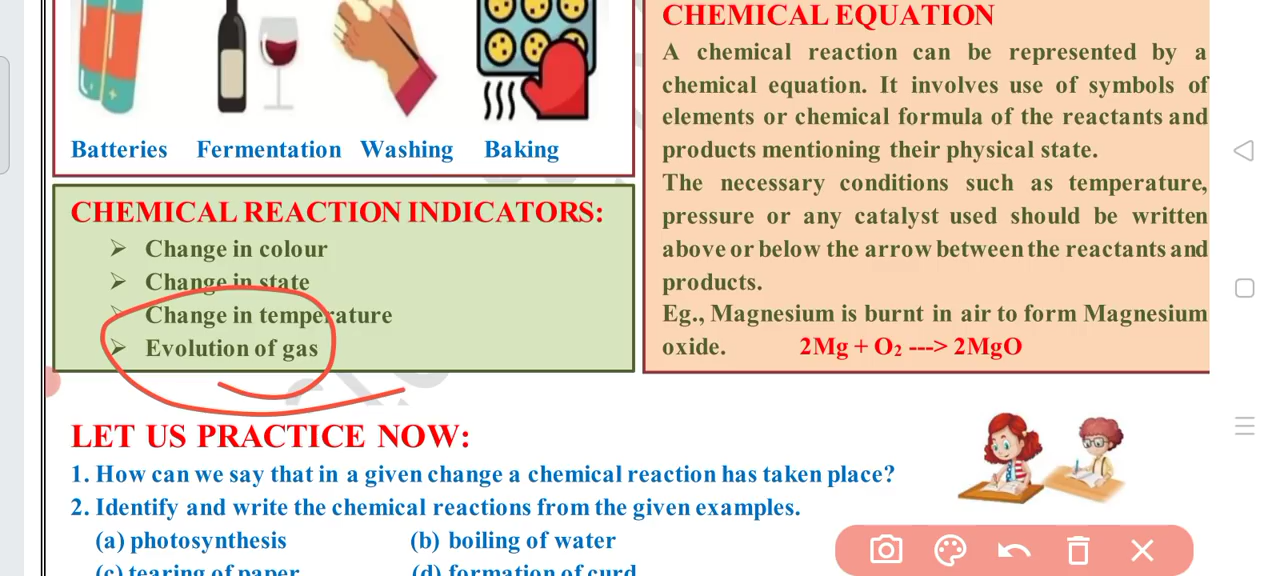 Batteries Fermentation Washing Baking
CHEMICAL REACTION INDICATORS:
➢ Change in colour
➢ Change in state
➢ Change in temperature
➢ Evolution of gas
CHEMICAL EQUATION
A chemical reaction can be represented by a
chemical equation. It involves use of symbols of
elements or chemical formula of the reactants and
products mentioning their physical state.
The necessary conditions such as temperature,
pressure or any catalyst used should be written
above or below the arrow between the reactants and
products.
Eg., Magnesium is burnt in air to form Magnesium
oxide. 2Mg + O₂ ---> 2MgO
LET US PRACTICE NOW:
1. How can we say that in a given change a chemical reaction has taken place?
2. Identify and write the chemical reactions from the given examples.
(a) photosynthesis (b) boiling of water
(c) tearing of paper (d) formation of curd